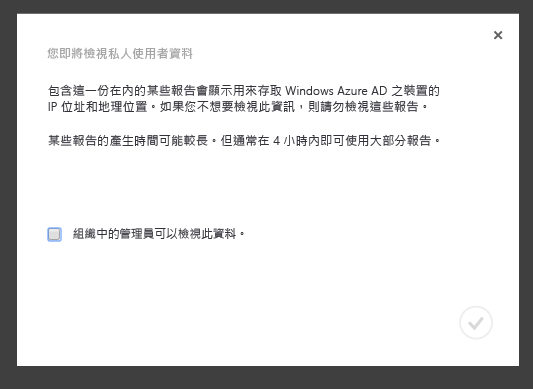 您即將檢視私人使用者資料
包含這一份在內的某些報告會顯示用來存取 Windows Azure AD 之裝置的
IP 位址和地理位置。如果您不想要檢視此資訊，則請勿檢視這些報告。
某些報告的產生時間可能較長。但通常在 4 小時內即可使用大部分報告。
組織中的管理員可以檢視此資料。